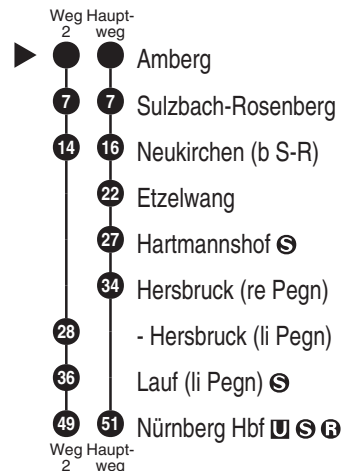 Weg Haupt-
2 weg
Amberg
7 7 Sulzbach-Rosenberg
14 16 Neukirchen (b S-R)
22 Etzelwang
27 Hartmannshof S
34 Hersbruck (re Pegn)
28 - Hersbruck (li Pegn)
36 Lauf (li Pegn) S
49 51 Nürnberg Hbf U S R
Weg Haupt-
2 weg